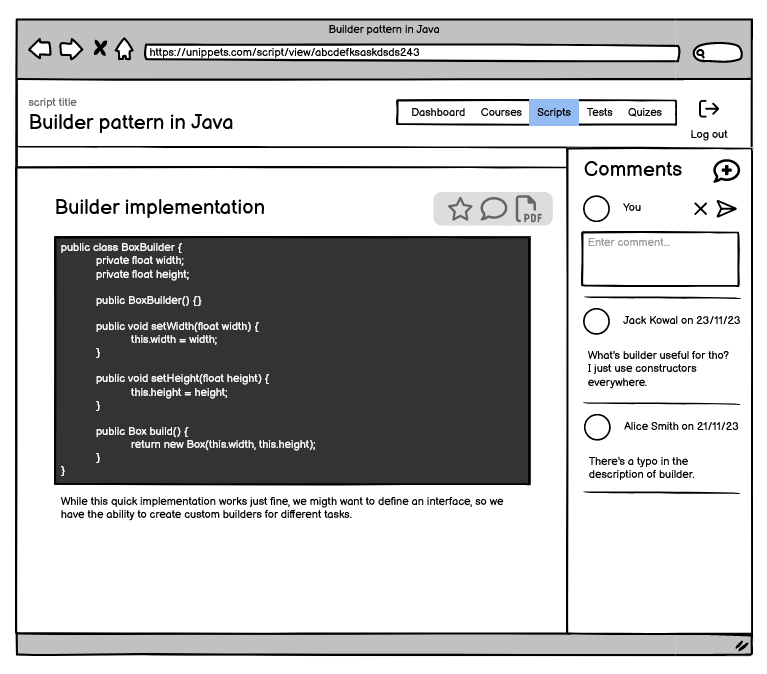 Builder pattern in Java
https://unippets.com/script/view/abcdefksaskdsds243
script title
Builder pattern in Java
Dashboard Courses Scripts Tests Quizes
Log out
Builder implementation
PDF
public class BoxBuilder {
private float width;
private float height;
public BoxBuilder() {}
public void setWidth(float width) {
this.width = width;
}
public void setHeight(float height) {
this.height = height;
}
public Box build() {
return new Box(this.width, this.height);
}
}
While this quick implementation works just fine, we migth want to define an interface, so we
have the ability to create custom builders for different tasks.
Comments
You
Enter comment...
Jack Kowal on 23/11/23
What's builder useful for tho?
I just use constructors
everywhere.
Alice Smith on 21/11/23
There's a typo in the
description of builder.